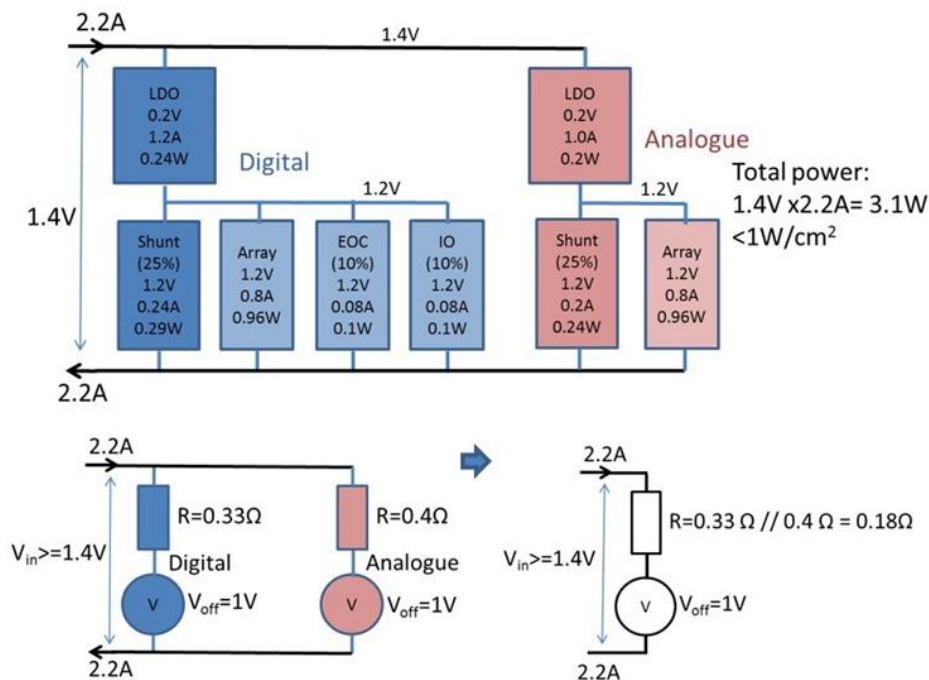 2.2A
1.4V
LDO
0.2V
1.2A
0.24W
Digital
LDO
0.2V
1.0A
0.2W
Analogue
Total power:
1.4V x2.2A= 3.1W
<1W/cm²
1.4V
1.2V
1.2V
Shunt
(25%)
1.2V
0.24A
0.29W
Array
1.2V
0.8A
0.96W
EOC
(10%)
1.2V
0.08A
0.1W
IO
(10%)
1.2V
0.08A
0.1W
Shunt
(25%)
1.2V
0.2A
0.24W
Array
1.2V
0.8A
0.96W
2.2A
2.2A
R=0.33Ω
R=0.4Ω
Vin>=1.4V
Digital
Analogue
V
Voff=1V
V
Voff=1V
2.2A
2.2A
R=0.33 Ω // 0.4 Ω = 0.18Ω
Vin>=1.4V
V
Voff=1V
2.2A